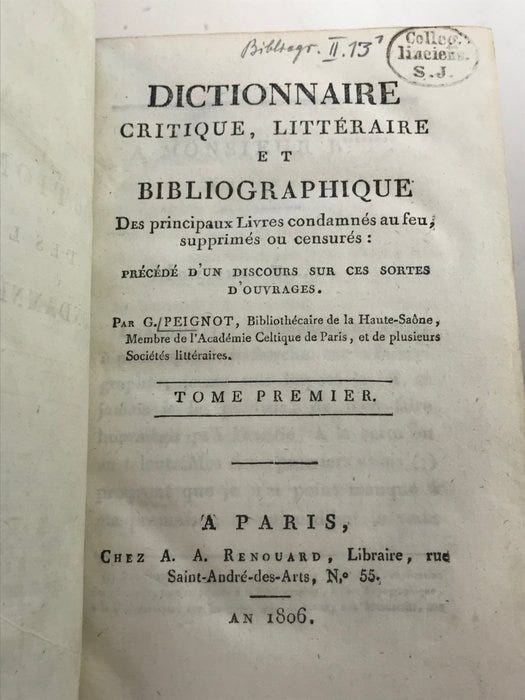 Bibliogr. II. 13
Colleg.
S. J.
DICTIONNAIRE
CRITIQUE, LITTÉRAIRE
ET
BIBLIOGRAPHIQUE
Des principaux Livres condamnés au feu,
supprimés ou censurés :
PRÉCÉDÉ D'UN DISCOURS SUR CES SORTES
D'OUVRAGES.
PAR G. PEIGNOT, Bibliothécaire de la Haute-Saône,
Membre de l'Académie Celtique de Paris, et de plusieurs
Sociétés littéraires.
TOME PREMIER.
A PARIS,
CHEZ A. A. RENOUARD, Libraire, rue
Saint-André-des-Arts, N.º 55.
AN 1806.